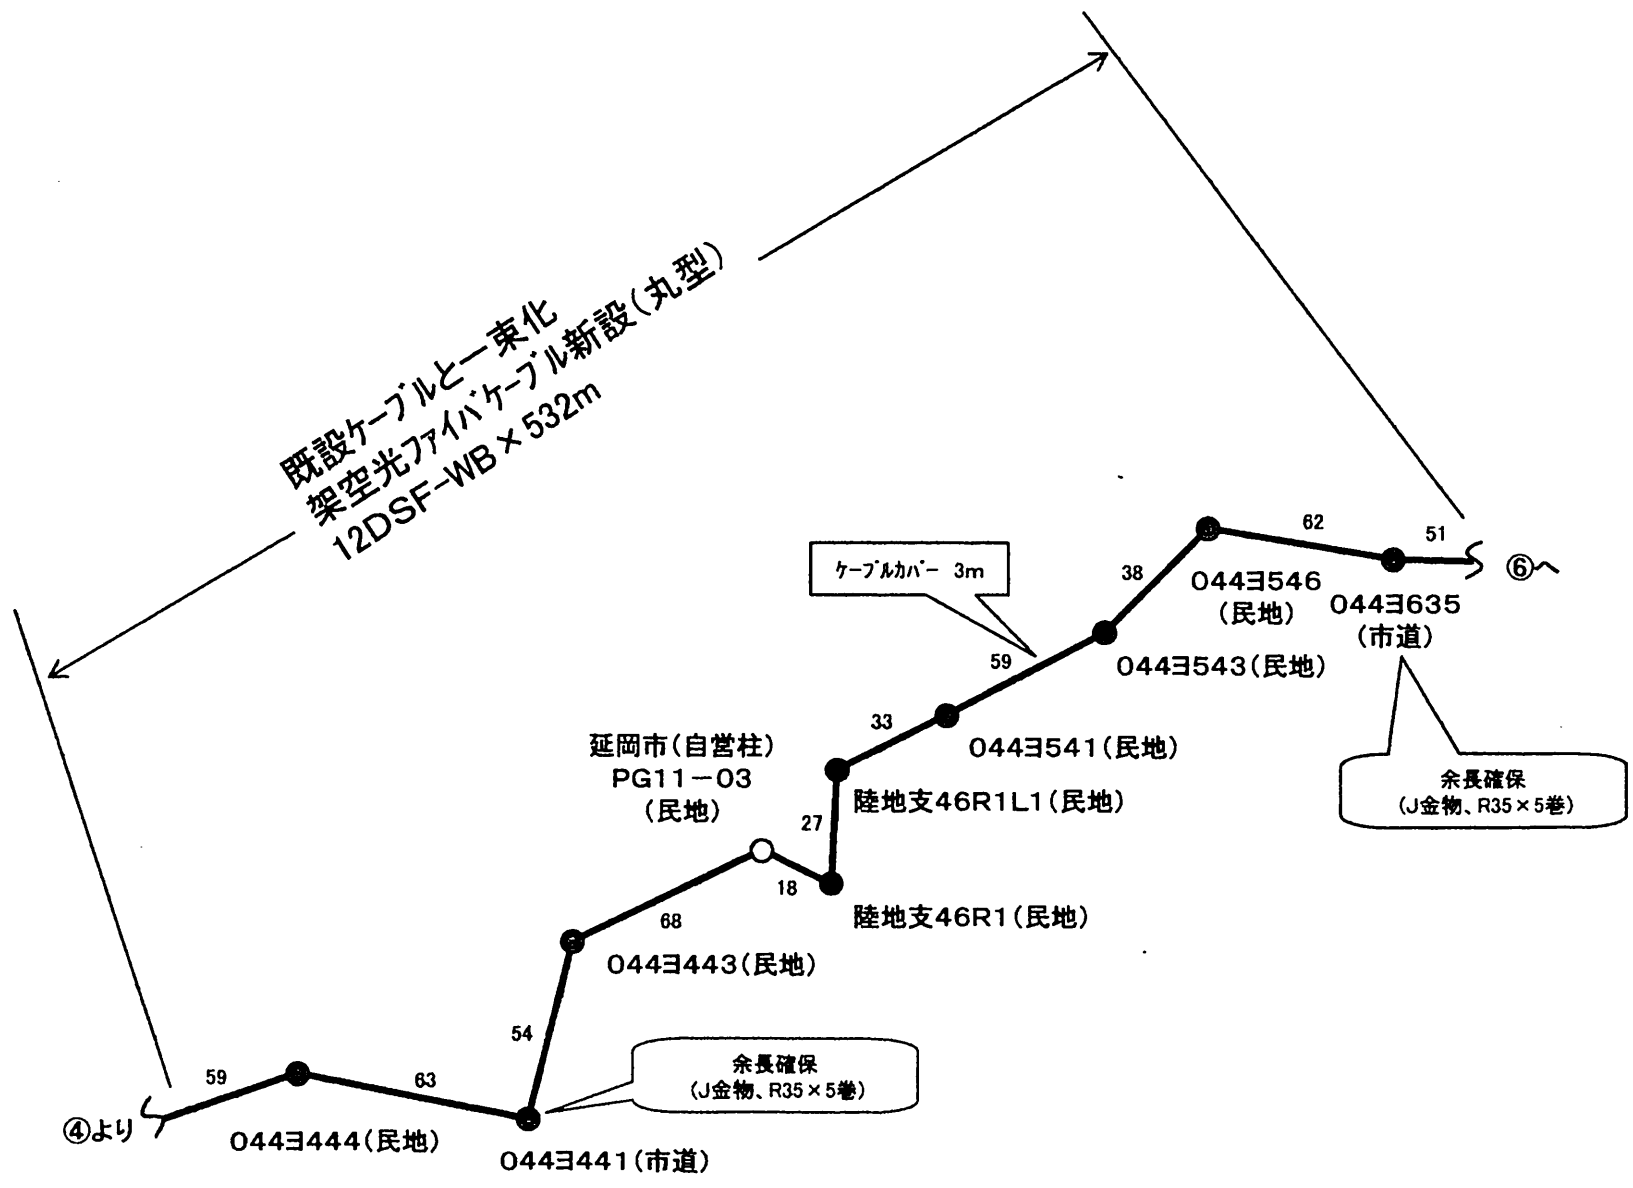 既設ケーブルと一束化
架空光ファイバケーブル新設(丸型)
12DSF-WB×532m
62
51
⑥へ
ケーブルカバー 3m
38
044ヨ546
(民地)
044ヨ635
(市道)
59
044ヨ543(民地)
33
044ヨ541(民地)
延岡市(自営柱)
PG11-03
(民地)
余長確保
(J金物、R35×5巻)
陸地支46R1L1(民地)
27
18
陸地支46R1(民地)
68
044ヨ443(民地)
54
余長確保
(J金物、R35×5巻)
59
63
④より
044ヨ444(民地)
044ヨ441(市道)